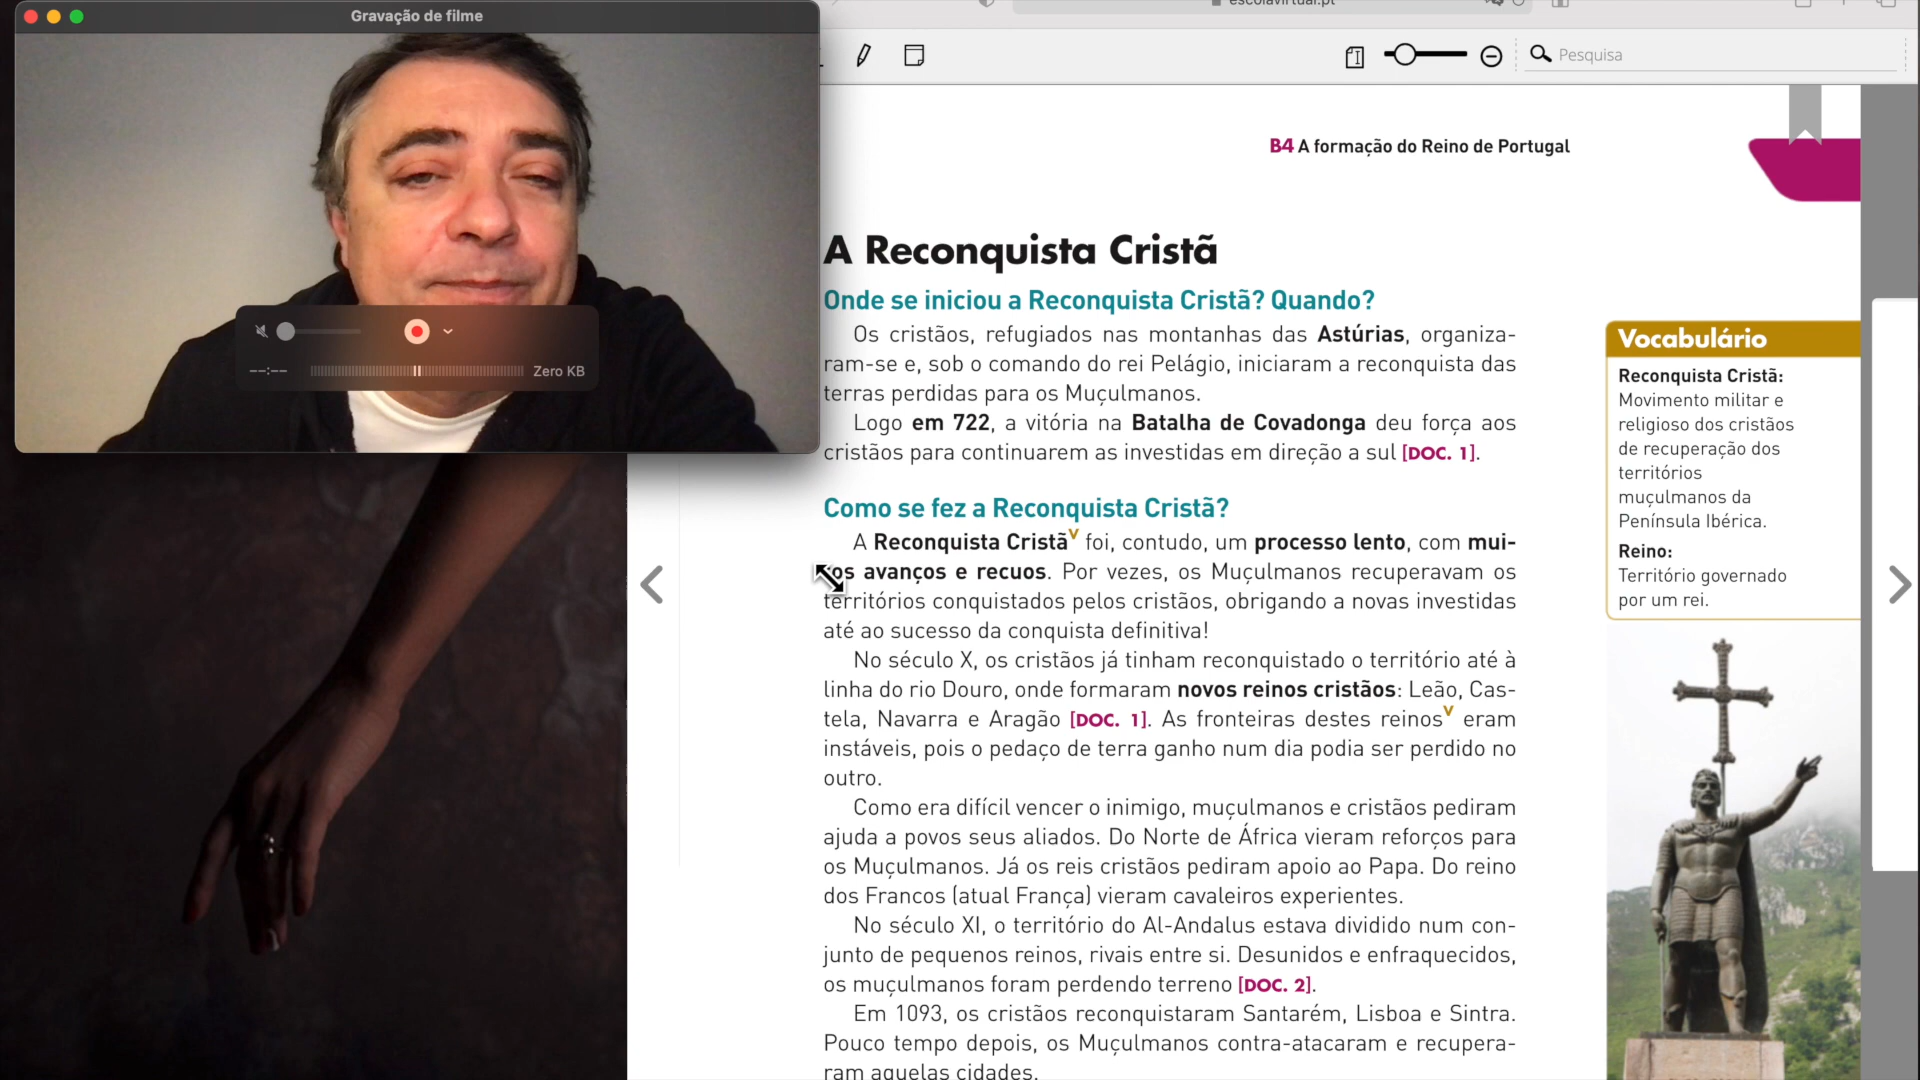 Gravação de filme
--:--
Zero KB
escolavirtual.pt
Pesquisa
B4 A formação do Reino de Portugal
A Reconquista Cristã
Onde se iniciou a Reconquista Cristã? Quando?
Os cristãos, refugiados nas montanhas das Astúrias, organiza-
ram-se e, sob o comando do rei Pelágio, iniciaram a reconquista das
terras perdidas para os Muçulmanos.
Logo em 722, a vitória na Batalha de Covadonga deu força aos
cristãos para continuarem as investidas em direção a sul [DOC. 1].
Como se fez a Reconquista Cristã?
A Reconquista Cristãᵛ foi, contudo, um processo lento, com mui-
os avanços e recuos. Por vezes, os Muçulmanos recuperavam os
territórios conquistados pelos cristãos, obrigando a novas investidas
até ao sucesso da conquista definitiva!
No século X, os cristãos já tinham reconquistado o território até à
linha do rio Douro, onde formaram novos reinos cristãos: Leão, Cas-
tela, Navarra e Aragão [DOC. 1]. As fronteiras destes reinosᵛ eram
instáveis, pois o pedaço de terra ganho num dia podia ser perdido no
outro.
Como era difícil vencer o inimigo, muçulmanos e cristãos pediram
ajuda a povos seus aliados. Do Norte de África vieram reforços para
os Muçulmanos. Já os reis cristãos pediram apoio ao Papa. Do reino
dos Francos (atual França) vieram cavaleiros experientes.
No século XI, o território do Al-Andalus estava dividido num con-
junto de pequenos reinos, rivais entre si. Desunidos e enfraquecidos,
os muçulmanos foram perdendo terreno [DOC. 2].
Em 1093, os cristãos reconquistaram Santarém, Lisboa e Sintra.
Pouco tempo depois, os Muçulmanos contra-atacaram e recupera-
ram aquelas cidades.
Vocabulário
Reconquista Cristã:
Movimento militar e
religioso dos cristãos
de recuperação dos
territórios
muçulmanos da
Península Ibérica.
Reino:
Território governado
por um rei.